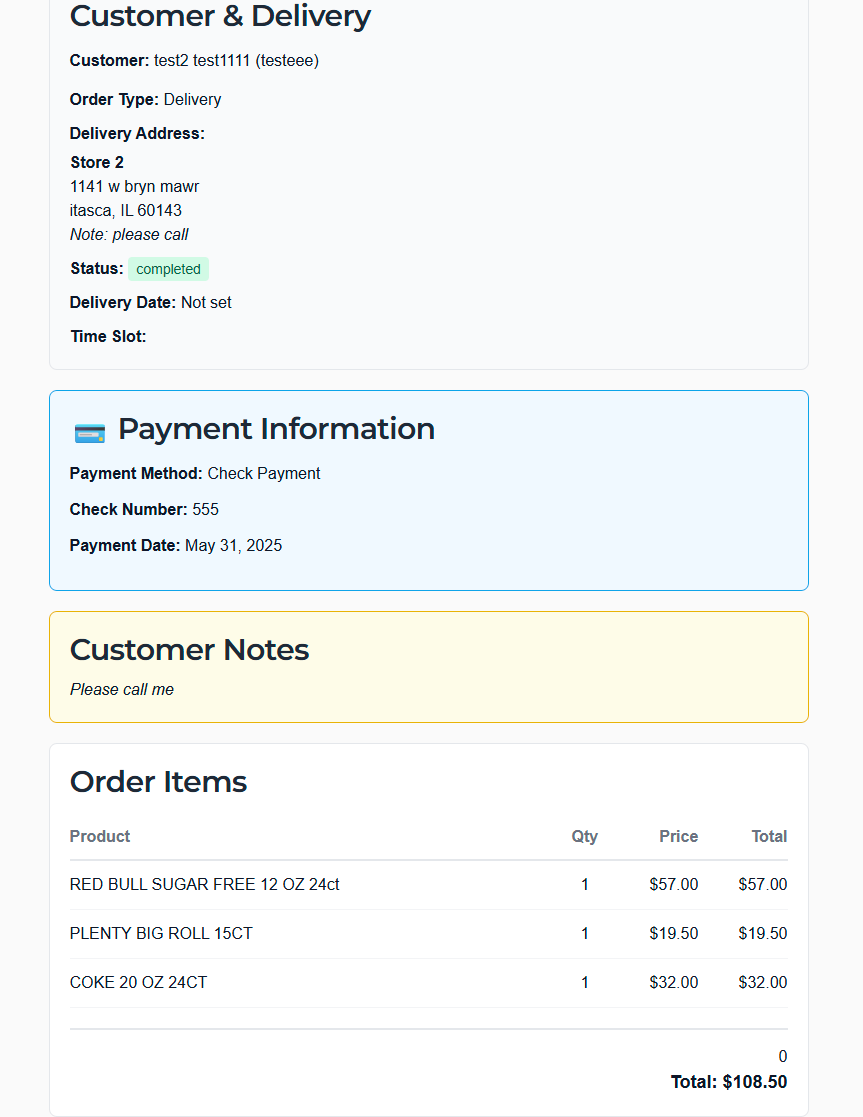 Customer & Delivery
Customer: test2 test1111 (testeee)
Order Type: Delivery
Delivery Address:
Store 2
1141 w bryn mawr
itasca, IL 60143
Note: please call
Status: completed
Delivery Date: Not set
Time Slot:
Payment Information
Payment Method: Check Payment
Check Number: 555
Payment Date: May 31, 2025
Customer Notes
Please call me
Order Items
Product Qty Price Total
RED BULL SUGAR FREE 12 OZ 24ct 1 $57.00 $57.00
PLENTY BIG ROLL 15CT 1 $19.50 $19.50
COKE 20 OZ 24CT 1 $32.00 $32.00
0
Total: $108.50